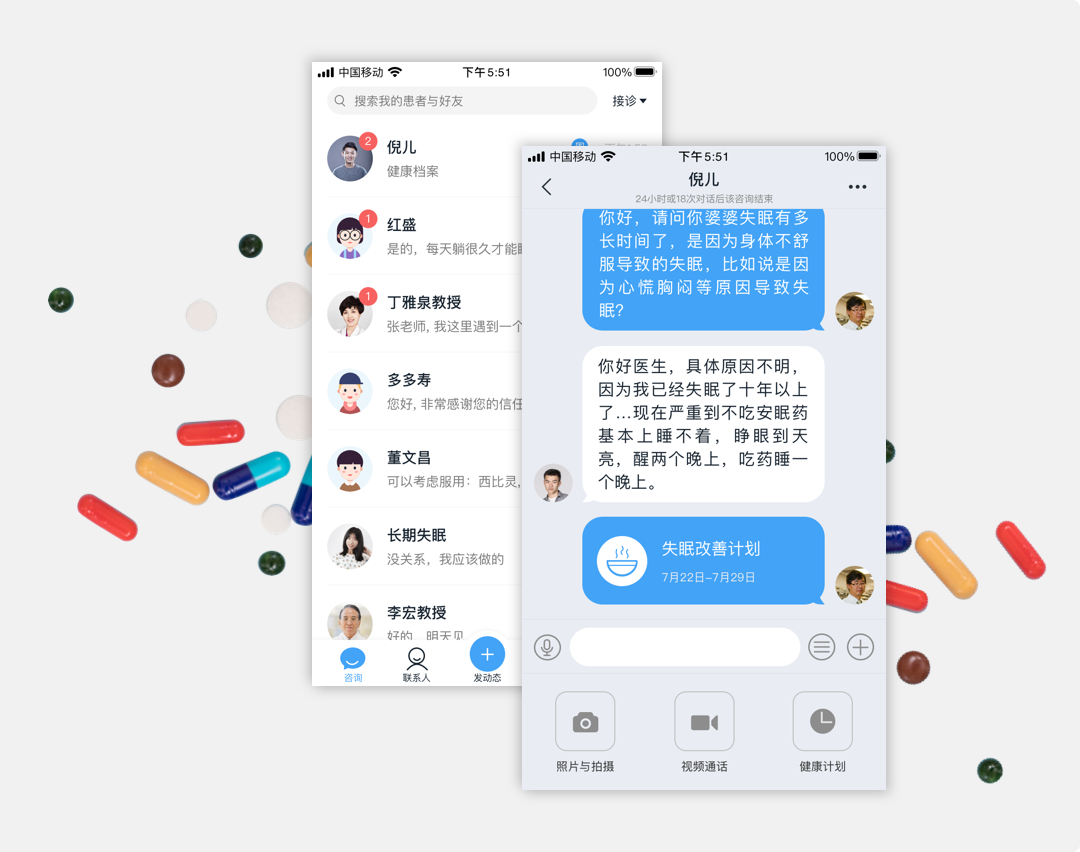 中国移动
下午5:51
100%
搜索我的患者与好友
接诊
2
倪儿
健康档案
1
红盛
是的，每天躺很久才能
1
丁雅泉教授
张老师, 我这里遇到一个
多多寿
您好, 非常感谢您的信任
董文昌
可以考虑服用：西比灵,
长期失眠
没关系，我应该做的
李宏教授
好的，明天见
咨询
联系人
发动态
中国移动
下午5:51
100%
倪儿
24小时或18次对话后该咨询结束
你好，请问你婆婆失眠有多
长时间了，是因为身体不舒
服导致的失眠，比如说是因
为心慌胸闷等原因导致失
眠?
你好医生，具体原因不明，
因为我已经失眠了十年以上
了...现在严重到不吃安眠药
基本上睡不着，睁眼到天
亮，醒两个晚上，吃药睡一
个晚上。
失眠改善计划
7月22日-7月29日
照片与拍摄
视频通话
健康计划